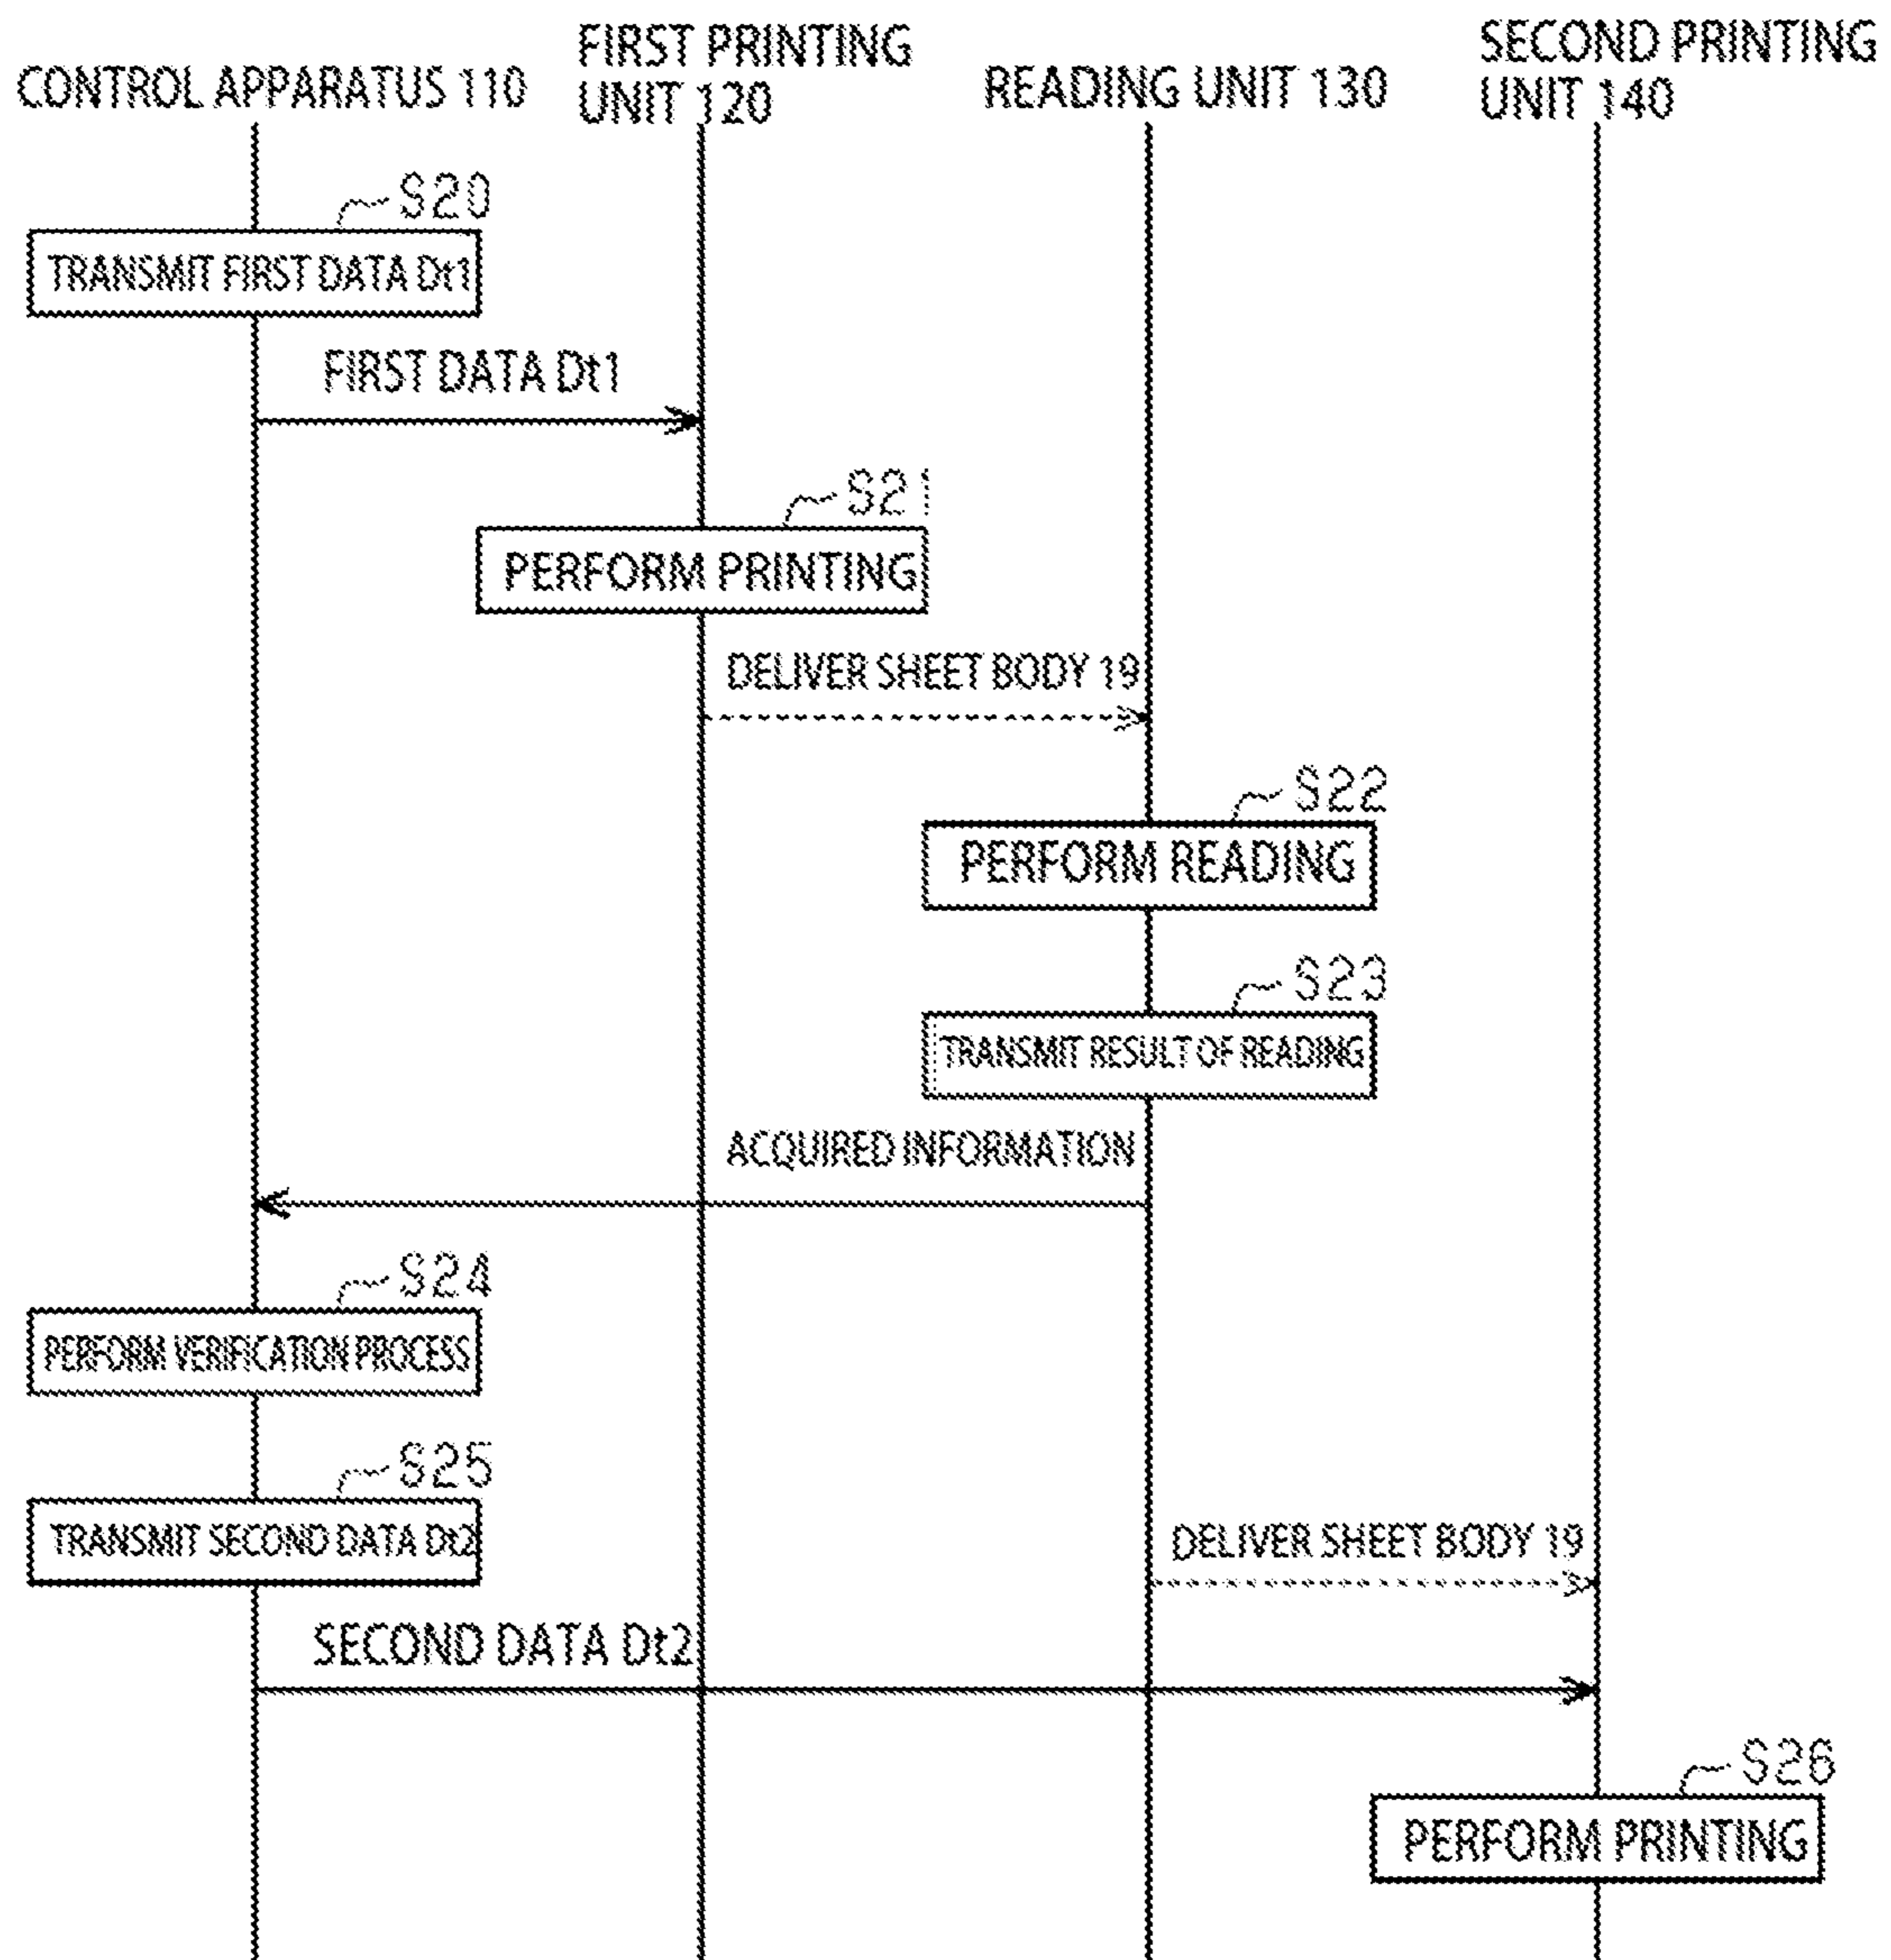 CONTROL APPARATUS 110
FIRST PRINTING
UNIT 120
READING UNIT 130
SECOND PRINTING
UNIT 140
S20
TRANSMIT FIRST DATA Dt1
FIRST DATA Dt1
S21
PERFORM PRINTING
DELIVER SHEET BODY 19
S22
PERFORM READING
S23
TRANSMIT RESULT OF READING
ACQUIRED INFORMATION
S24
PERFORM VERIFICATION PROCESS
S25
TRANSMIT SECOND DATA Dt2
DELIVER SHEET BODY 19
SECOND DATA Dt2
S26
PERFORM PRINTING